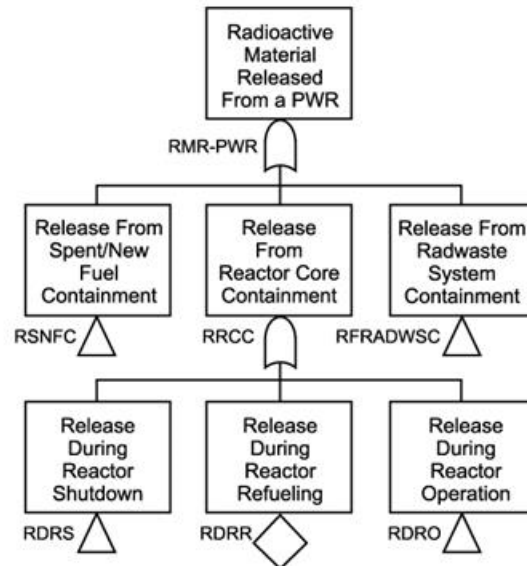 Radioactive
Material
Released
From a PWR
RMR-PWR
Release From
Spent/New
Fuel
Containment
RSNFC
Release
From
Reactor Core
Containment
RRCC
Release From
Radwaste
System
Containment
RFRADWSC
Release
During
Reactor
Shutdown
RDRS
Release
During
Reactor
Refueling
RDRR
Release
During
Reactor
Operation
RDRO